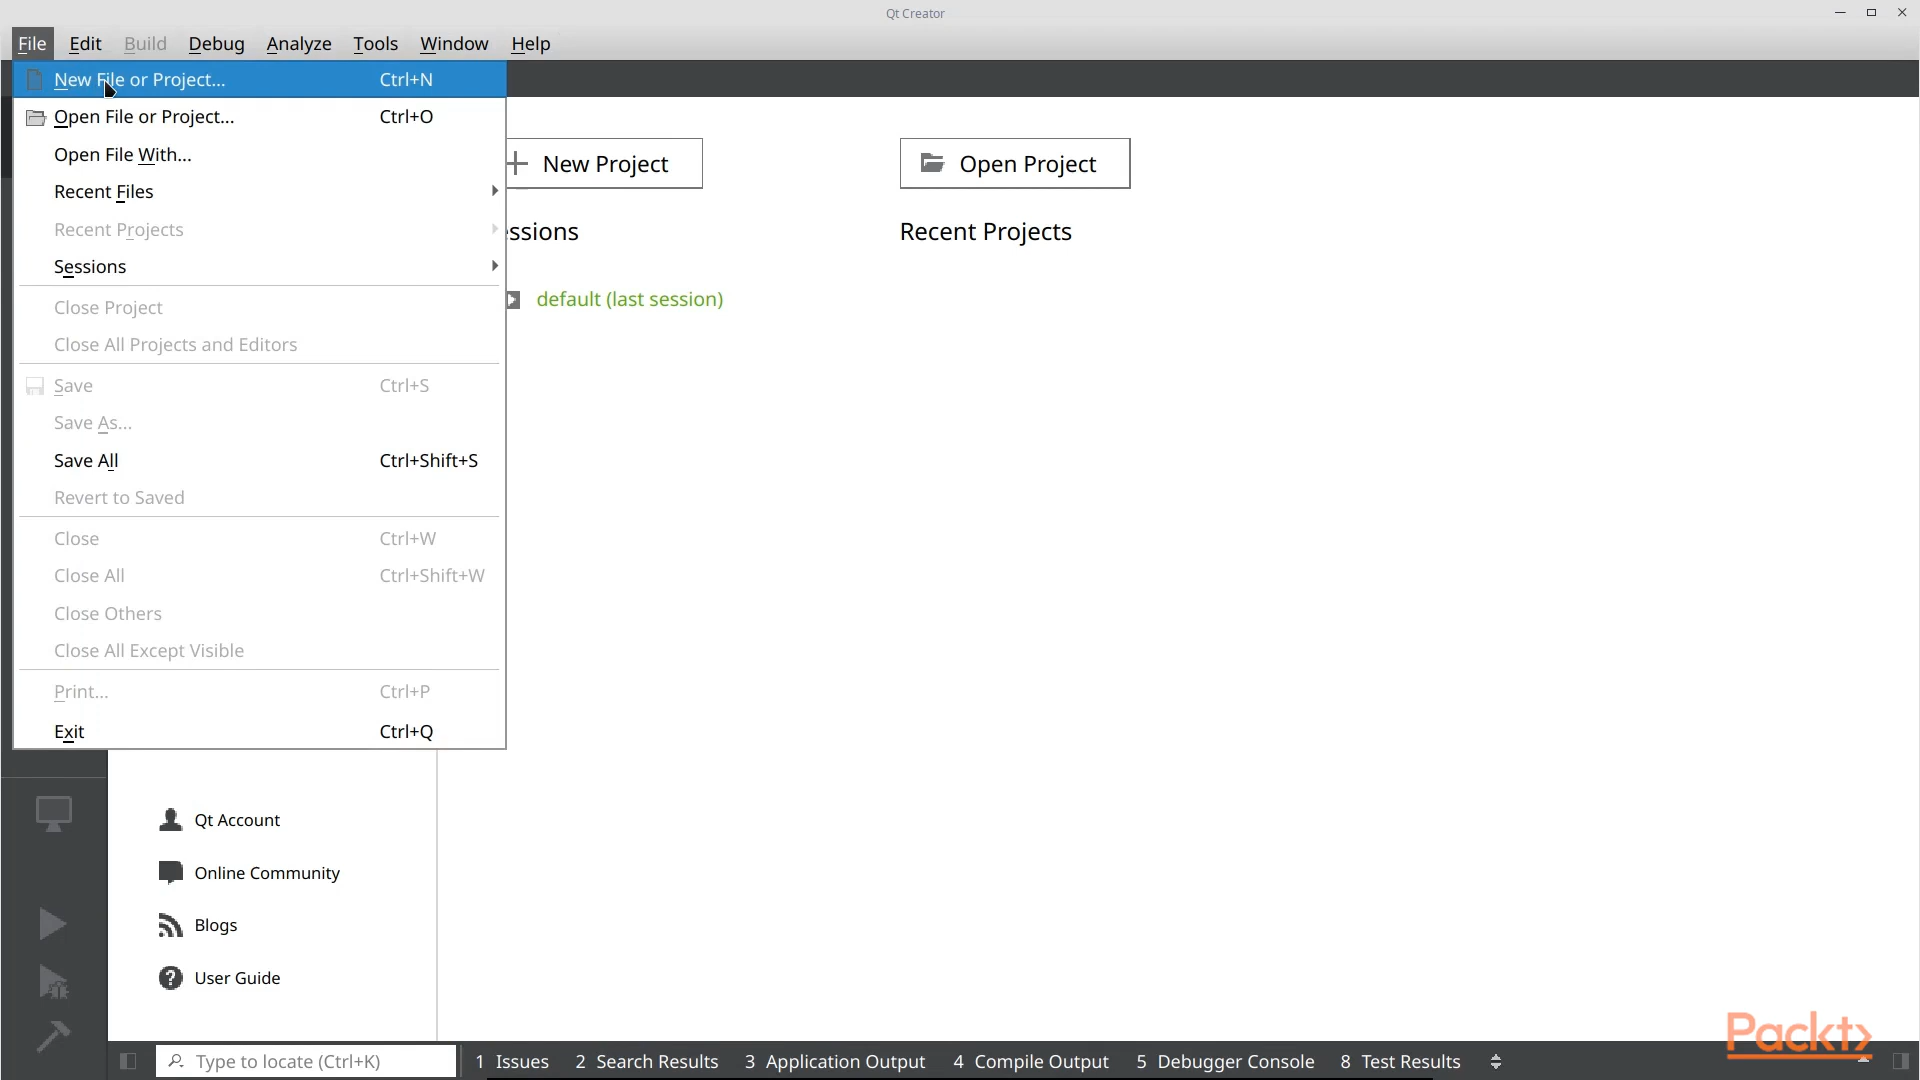 Qt Creator
File Edit Build Debug Analyze Tools Window Help
New File or Project... Ctrl+N
Open File or Project... Ctrl+O
Open File With...
Recent Files
Recent Projects
Sessions
Close Project
Close All Projects and Editors
Save Ctrl+S
Save As...
Save All Ctrl+Shift+S
Revert to Saved
Close Ctrl+W
Close All Ctrl+Shift+W
Close Others
Close All Except Visible
Print... Ctrl+P
Exit Ctrl+Q
New Project
Open Project
ssions
Recent Projects
default (last session)
Qt Account
Online Community
Blogs
User Guide
Packt
Type to locate (Ctrl+K) 1 Issues 2 Search Results 3 Application Output 4 Compile Output 5 Debugger Console 8 Test Results